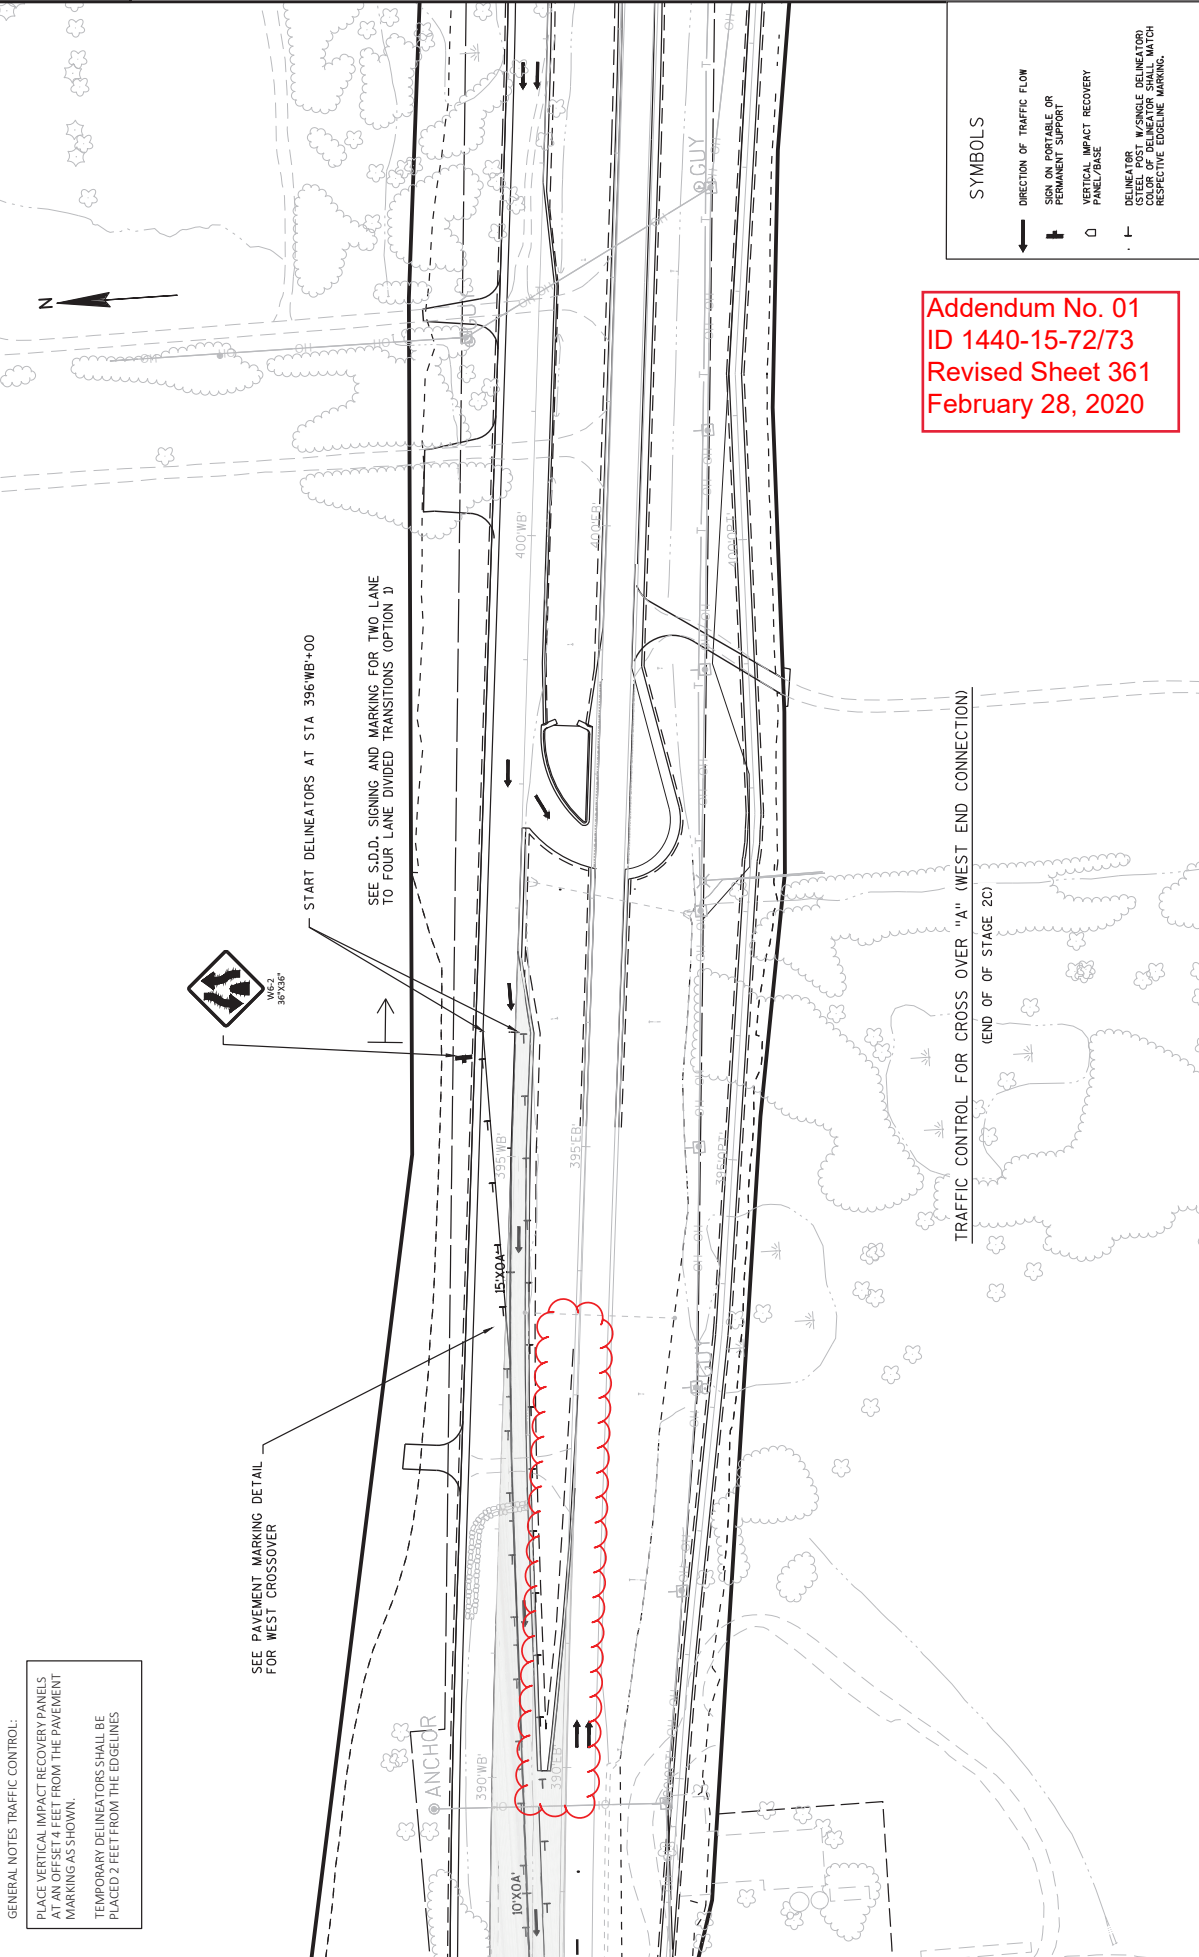 GENERAL NOTES TRAFFIC CONTROL:
PLACE VERTICAL IMPACT RECOVERY PANELS
AT AN OFFSET 4 FEET FROM THE PAVEMENT
MARKING AS SHOWN.
TEMPORARY DELINEATORS SHALL BE
PLACED 2 FEET FROM THE EDGELINES
SEE PAVEMENT MARKING DETAIL
FOR WEST CROSSOVER
W6-2
36"X36"
START DELINEATORS AT STA 396'WB'+00
SEE S.D.D. SIGNING AND MARKING FOR TWO LANE
TO FOUR LANE DIVIDED TRANSITIONS (OPTION 1)
N
ANCHOR
GUY
GUY
GUY
390'WB'
395'WB'
400'WB'
390'EB'
395'EB'
400'EB'
10'XOA'
15'XOA'
TRAFFIC CONTROL FOR CROSS OVER "A" (WEST END CONNECTION)
(END OF OF STAGE 2C)
Addendum No. 01
ID 1440-15-72/73
Revised Sheet 361
February 28, 2020
SYMBOLS
DIRECTION OF TRAFFIC FLOW
SIGN ON PORTABLE OR
PERMANENT SUPPORT
VERTICAL IMPACT RECOVERY
PANEL/BASE
DELINEATOR
(STEEL POST W/SINGLE DELINEATOR)
COLOR OF DELINEATOR SHALL MATCH
RESPECTIVE EDGELINE MARKING.